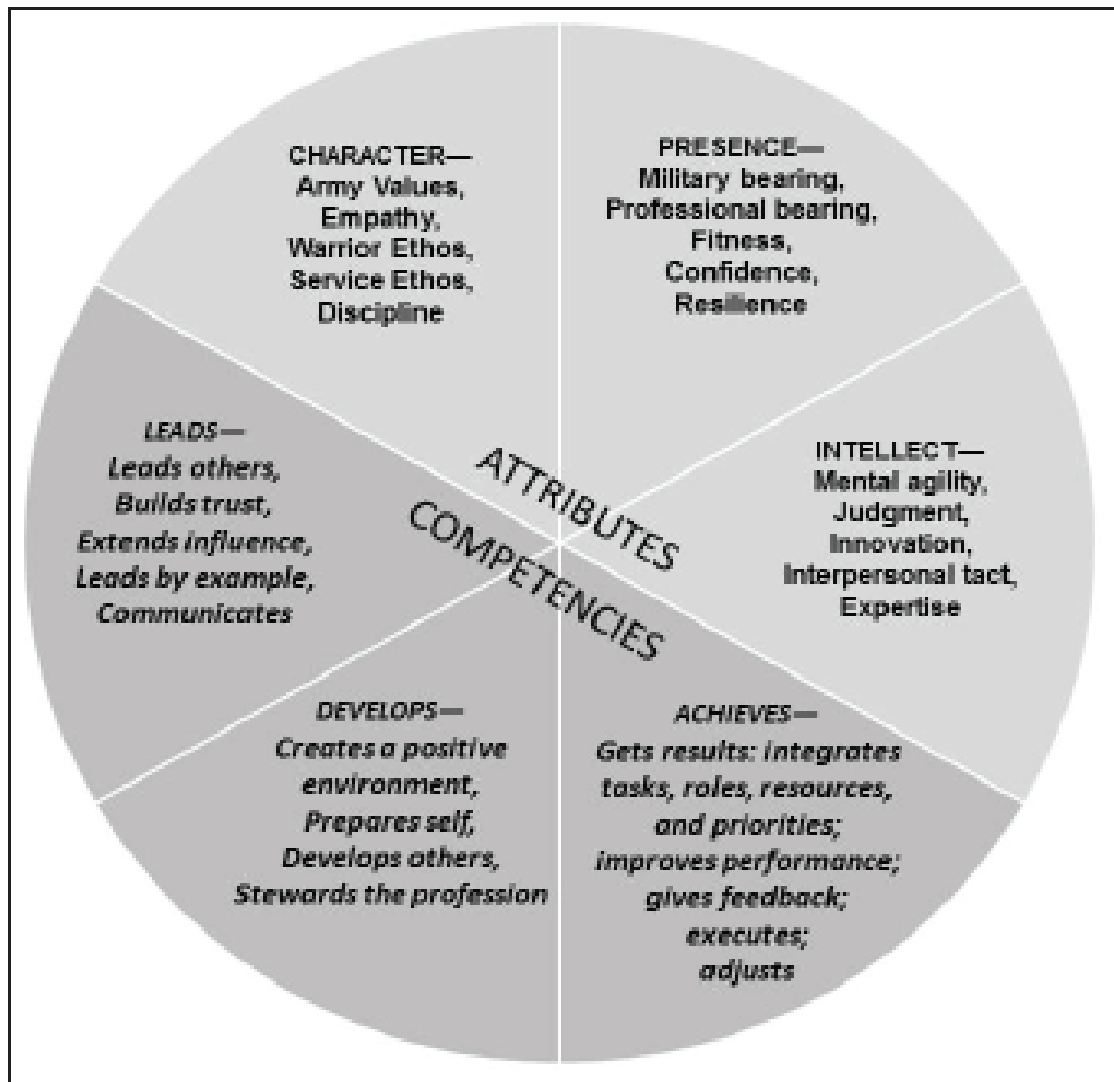 CHARACTER—
Army Values,
Empathy,
Warrior Ethos,
Service Ethos,
Discipline
PRESENCE—
Military bearing,
Professional bearing,
Fitness,
Confidence,
Resilience
LEADS—
Leads others,
Builds trust,
Extends influence,
Leads by example,
Communicates
ATTRIBUTES
COMPETENCIES
INTELLECT—
Mental agility,
Judgment,
Innovation,
Interpersonal tact,
Expertise
DEVELOPS—
Creates a positive
environment,
Prepares self,
Develops others,
Stewards the profession
ACHIEVES—
Gets results: integrates
tasks, roles, resources,
and priorities;
improves performance;
gives feedback;
executes;
adjusts